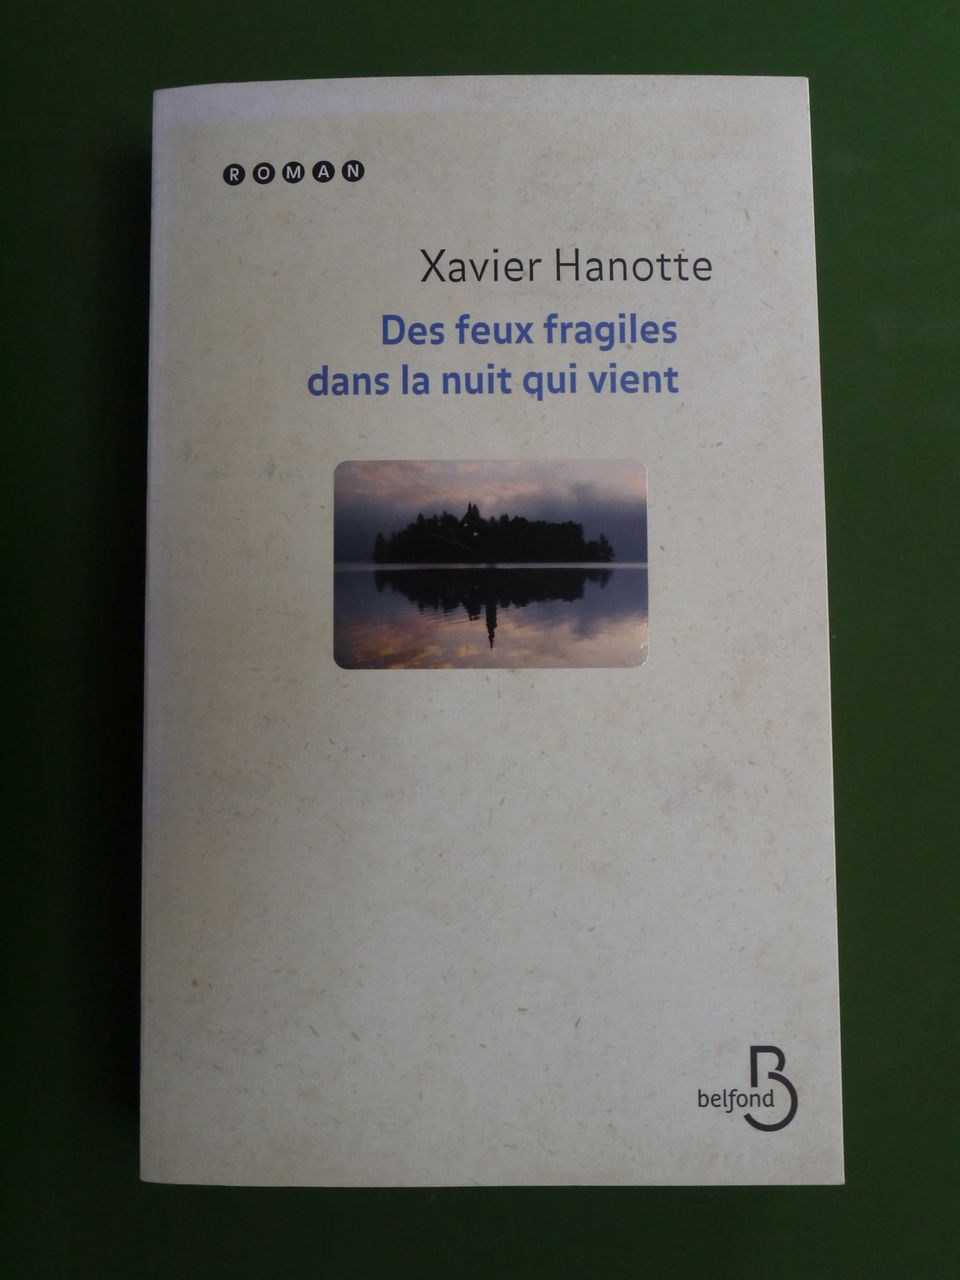 ROMAN
Xavier Hanotte
Des feux fragiles
dans la nuit qui vient
B
belfond